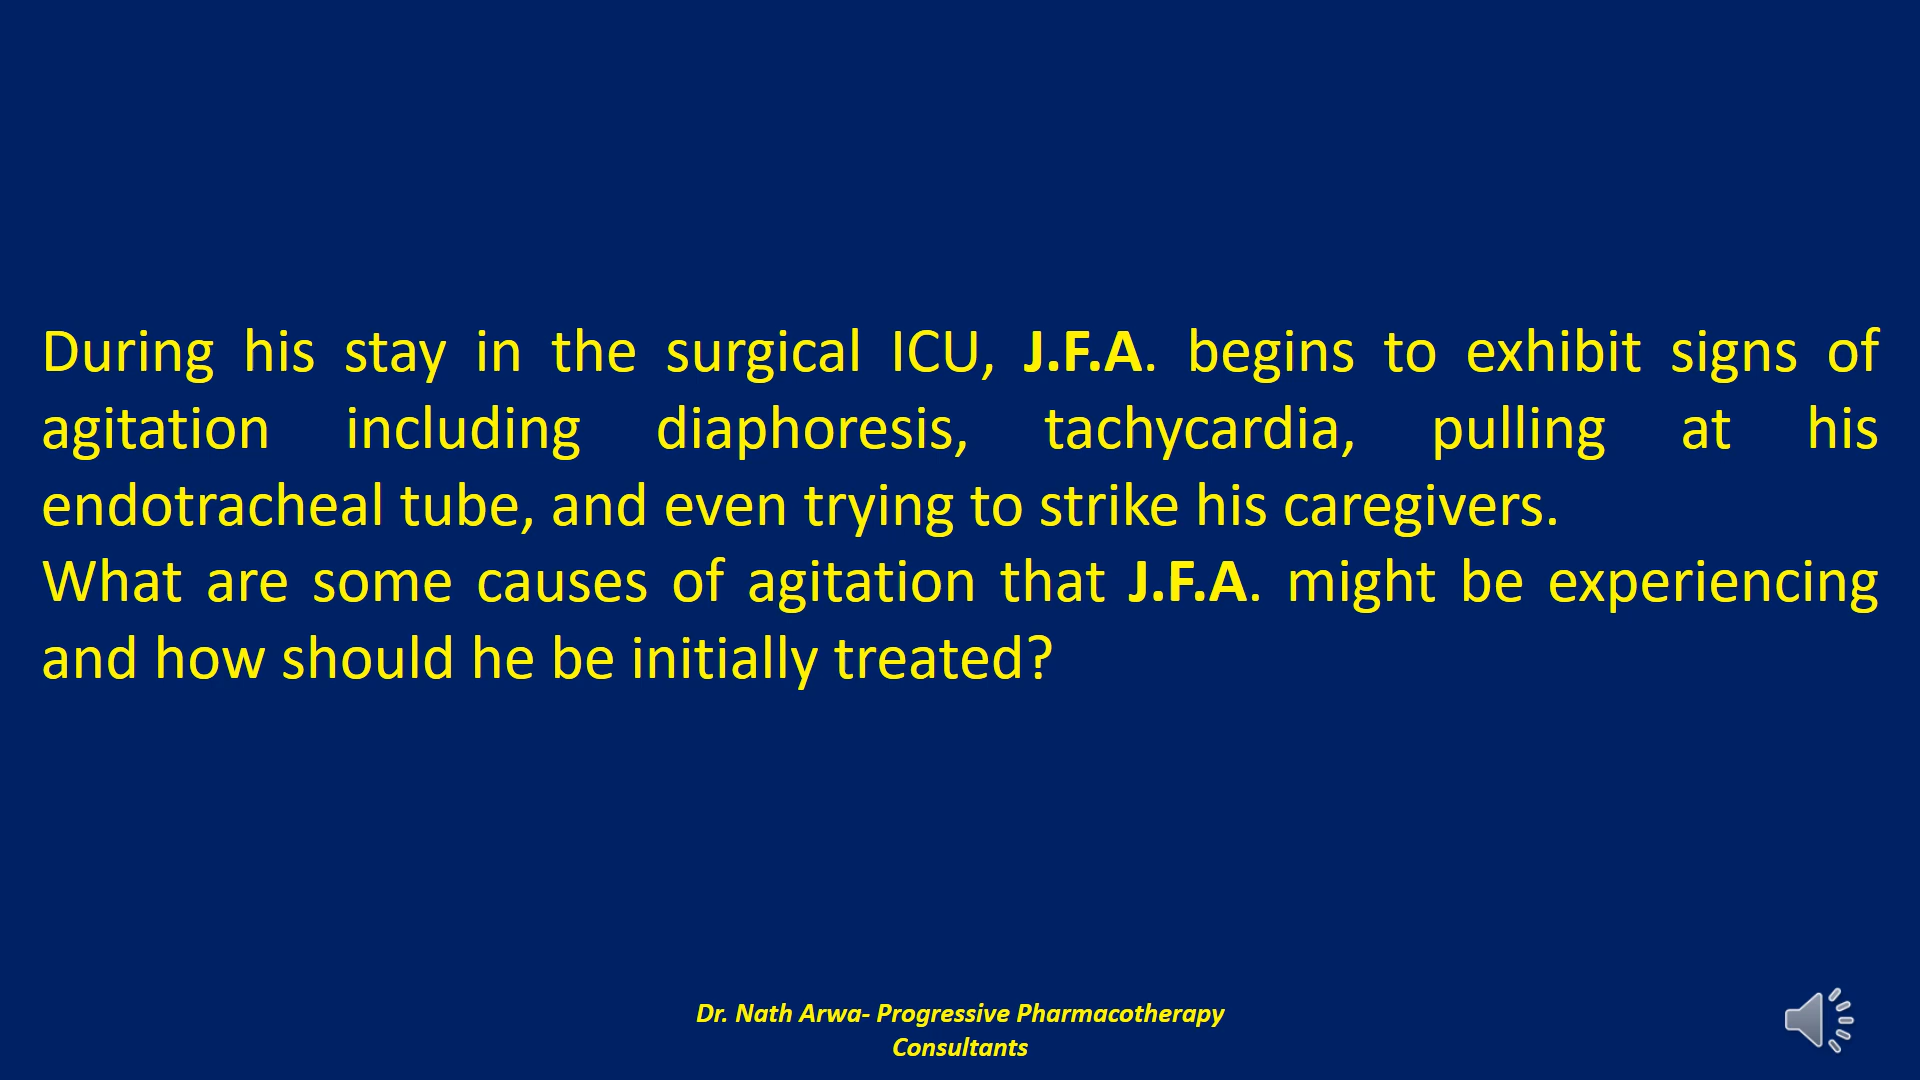 During his stay in the surgical ICU, J.F.A. begins to exhibit signs of
agitation including diaphoresis, tachycardia, pulling at his
endotracheal tube, and even trying to strike his caregivers.
What are some causes of agitation that J.F.A. might be experiencing
and how should he be initially treated?
Dr. Nath Arwa- Progressive Pharmacotherapy
Consultants